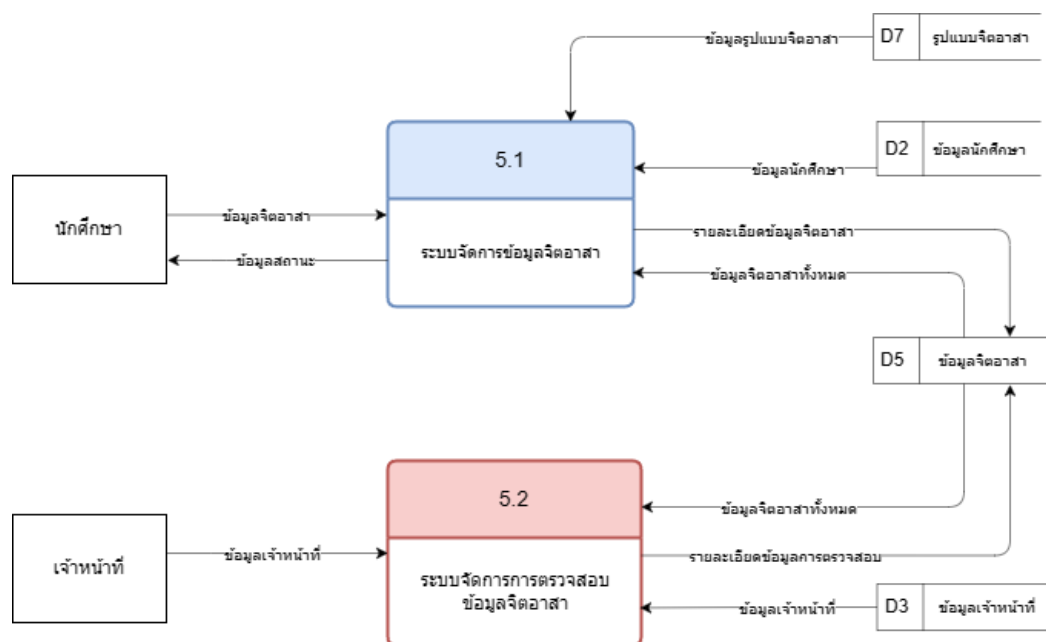 ข้อมูลรูปแบบจิตอาสา
D7
รูปแบบจิตอาสา
5.1
ข้อมูลนักศึกษา
D2
ข้อมูลนักศึกษา
นักศึกษา
ข้อมูลจิตอาสา
ข้อมูลสถานะ
ระบบจัดการข้อมูลจิตอาสา
รายละเอียดข้อมูลจิตอาสา
ข้อมูลจิตอาสาทั้งหมด
D5
ข้อมูลจิตอาสา
5.2
ข้อมูลจิตอาสาทั้งหมด
เจ้าหน้าที่
ข้อมูลเจ้าหน้าที่
ระบบจัดการการตรวจสอบ
ข้อมูลจิตอาสา
รายละเอียดข้อมูลการตรวจสอบ
ข้อมูลเจ้าหน้าที่
D3
ข้อมูลเจ้าหน้าที่